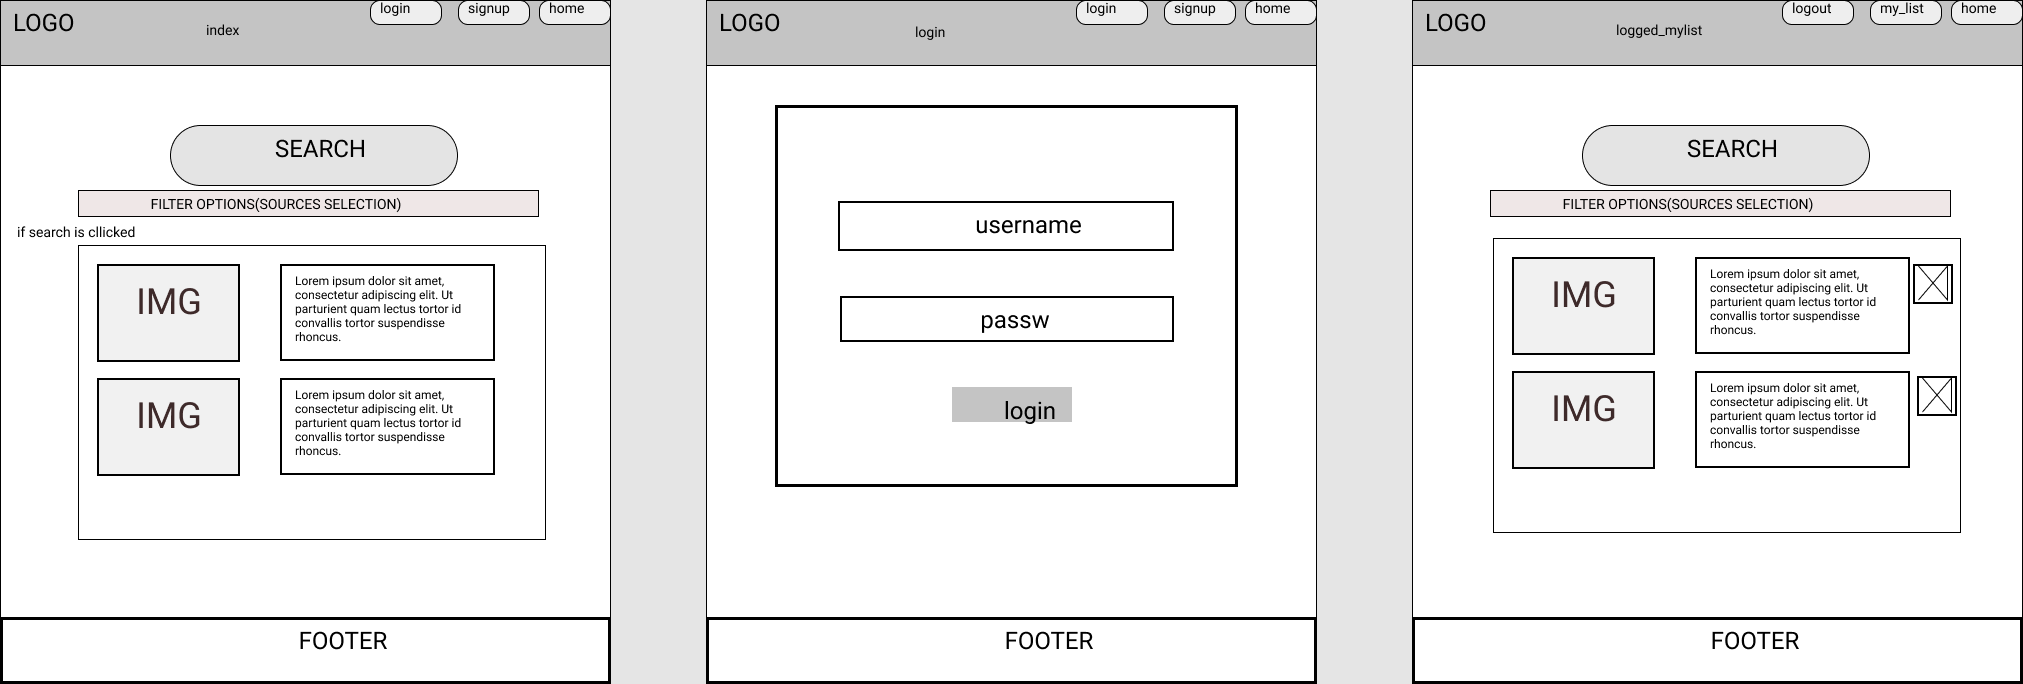 LOGO
index
login
signup
home
SEARCH
FILTER OPTIONS(SOURCES SELECTION)
if search is cllicked
IMG
Lorem ipsum dolor sit amet,
consectetur adipiscing elit. Ut
parturient quam lectus tortor id
convallis tortor suspendisse
rhoncus.
IMG
Lorem ipsum dolor sit amet,
consectetur adipiscing elit. Ut
parturient quam lectus tortor id
convallis tortor suspendisse
rhoncus.
FOOTER
LOGO
login
login
signup
home
username
passw
login
FOOTER
LOGO
logged_mylist
logout
my_list
home
SEARCH
FILTER OPTIONS(SOURCES SELECTION)
IMG
Lorem ipsum dolor sit amet,
consectetur adipiscing elit. Ut
parturient quam lectus tortor id
convallis tortor suspendisse
rhoncus.
IMG
Lorem ipsum dolor sit amet,
consectetur adipiscing elit. Ut
parturient quam lectus tortor id
convallis tortor suspendisse
rhoncus.
FOOTER